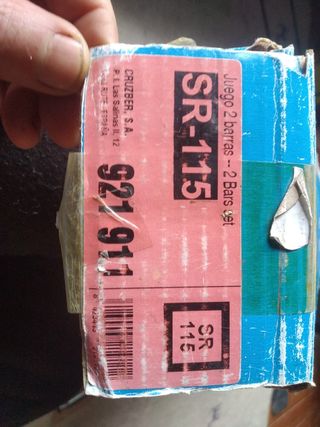 Juego 2 barras -- 2 Bars set
SR-115
CRUZBER, S.A.
P. I. Las Salinas II, 12
921 911
SR
115